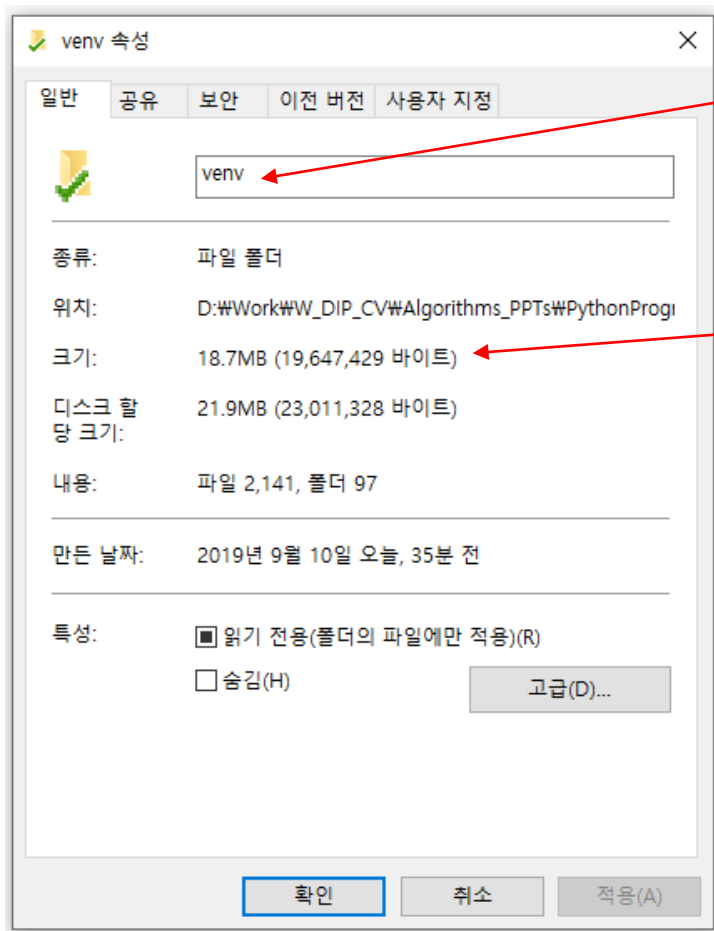 venv 속성
일반 공유 보안 이전 버전 사용자 지정
venv
종류: 파일 폴더
위치: D:₩Work₩W_DIP_CV₩Algorithms_PPTs₩PythonProgr
크기: 18.7MB (19,647,429 바이트)
디스크 할
당 크기: 21.9MB (23,011,328 바이트)
내용: 파일 2,141, 폴더 97
만든 날짜: 2019년 9월 10일 오늘, 35분 전
특성: 읽기 전용(폴더의 파일에만 적용)(R)
숨김(H) 고급(D)...
확인 취소 적용(A)